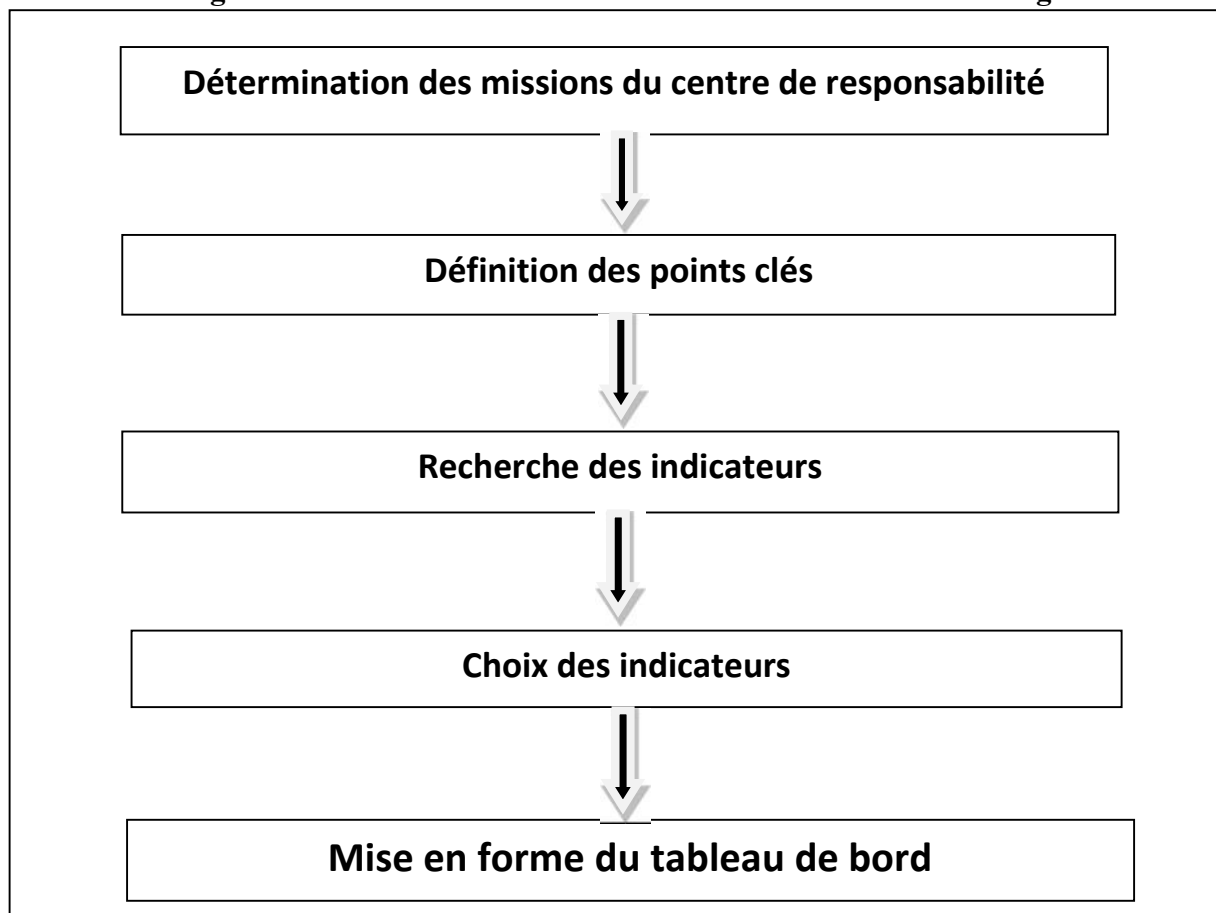 Détermination des missions du centre de responsabilité
Définition des points clés
Recherche des indicateurs
Choix des indicateurs
Mise en forme du tableau de bord